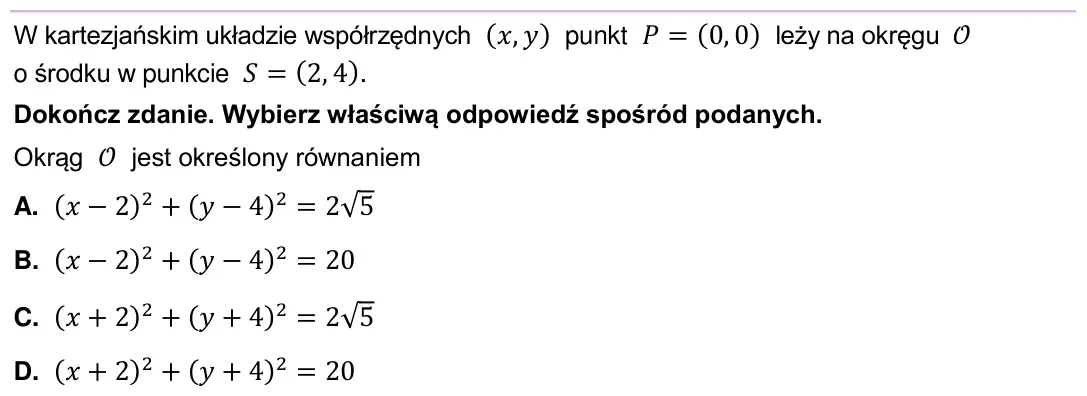 W kartezjańskim układzie współrzędnych (x, y) punkt P = (0, 0) leży na okręgu 𝒪
o środku w punkcie S = (2, 4).
Dokończ zdanie. Wybierz właściwą odpowiedź spośród podanych.
Okrąg 𝒪 jest określony równaniem
A. (x − 2)² + (y − 4)² = 2√5
B. (x − 2)² + (y − 4)² = 20
C. (x + 2)² + (y + 4)² = 2√5
D. (x + 2)² + (y + 4)² = 20